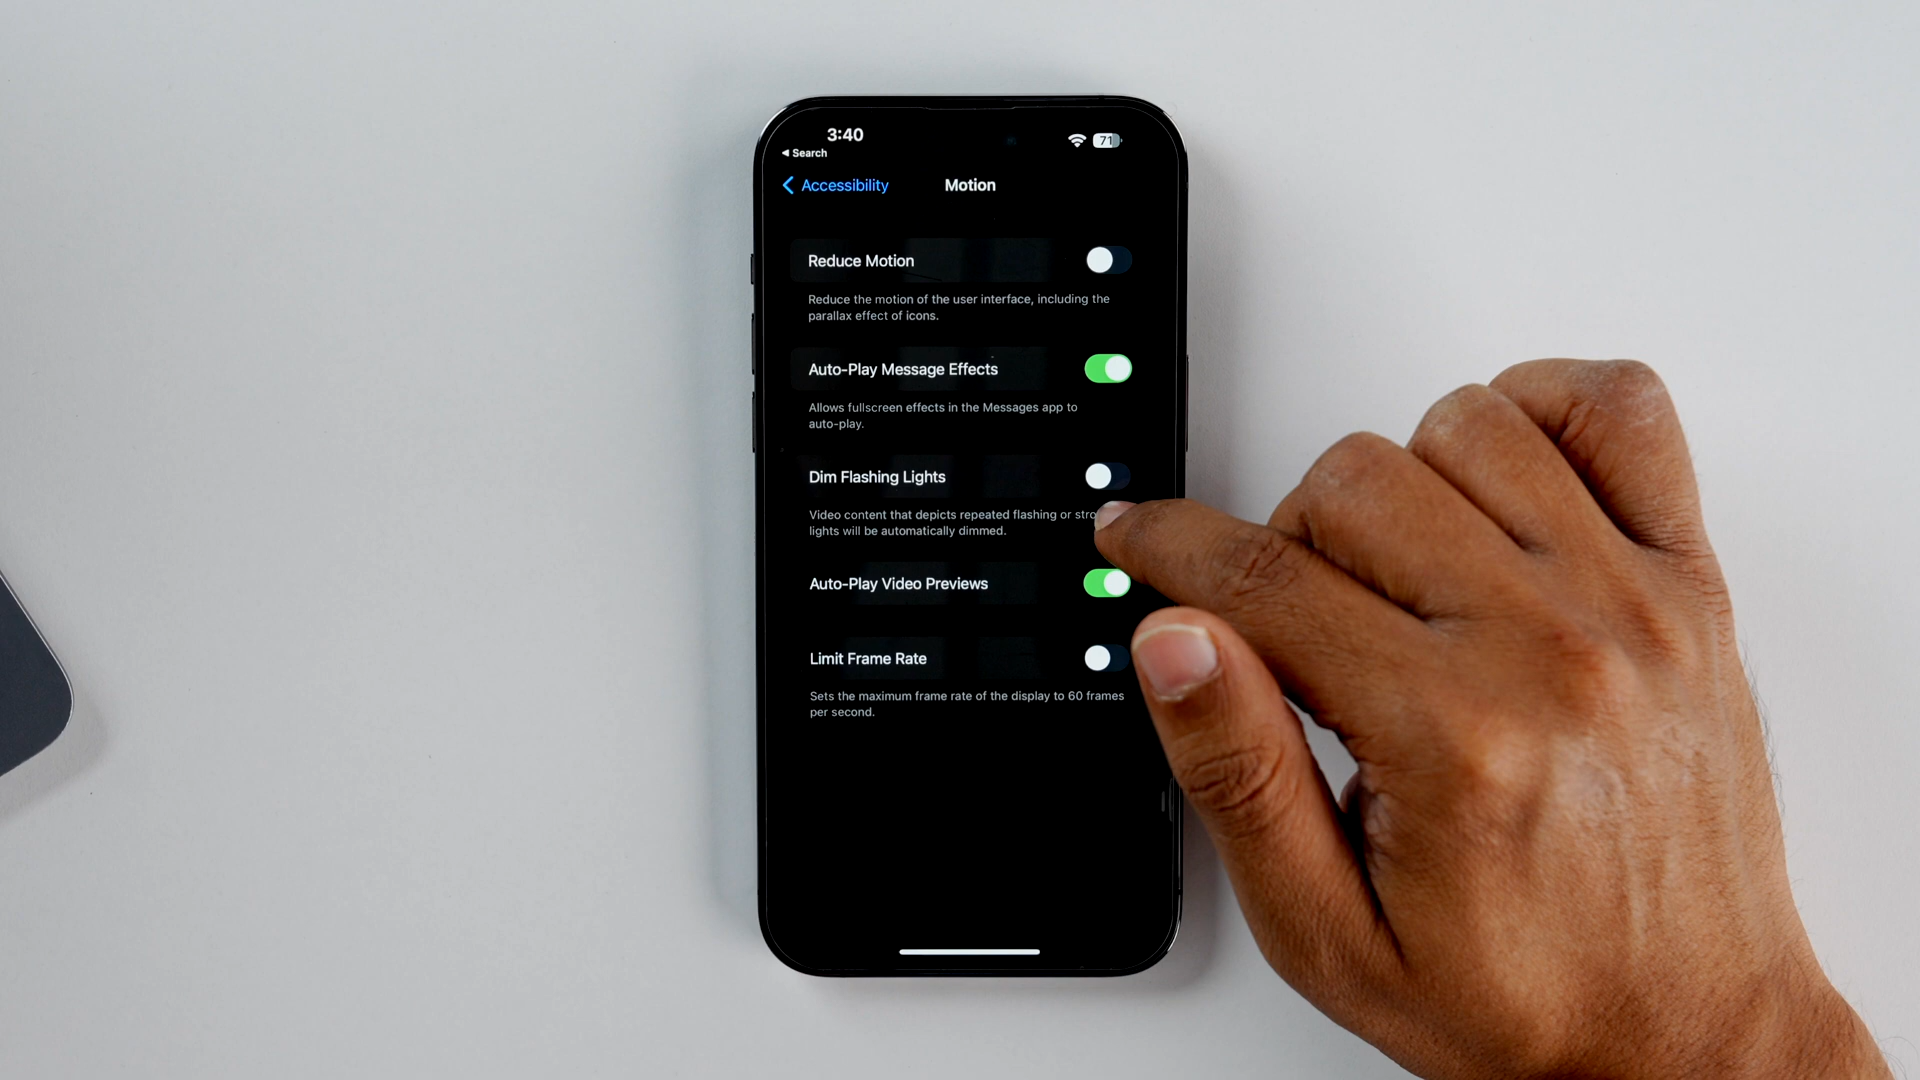 3:40
71
◀ Search
Accessibility
Motion
Reduce Motion
Reduce the motion of the user interface, including the
parallax effect of icons.
Auto-Play Message Effects
Allows fullscreen effects in the Messages app to
auto-play.
Dim Flashing Lights
Video content that depicts repeated flashing or
lights will be automatically dimmed.
Auto-Play Video Previews
Limit Frame Rate
Sets the maximum frame rate of the display to 60 frames
per second.